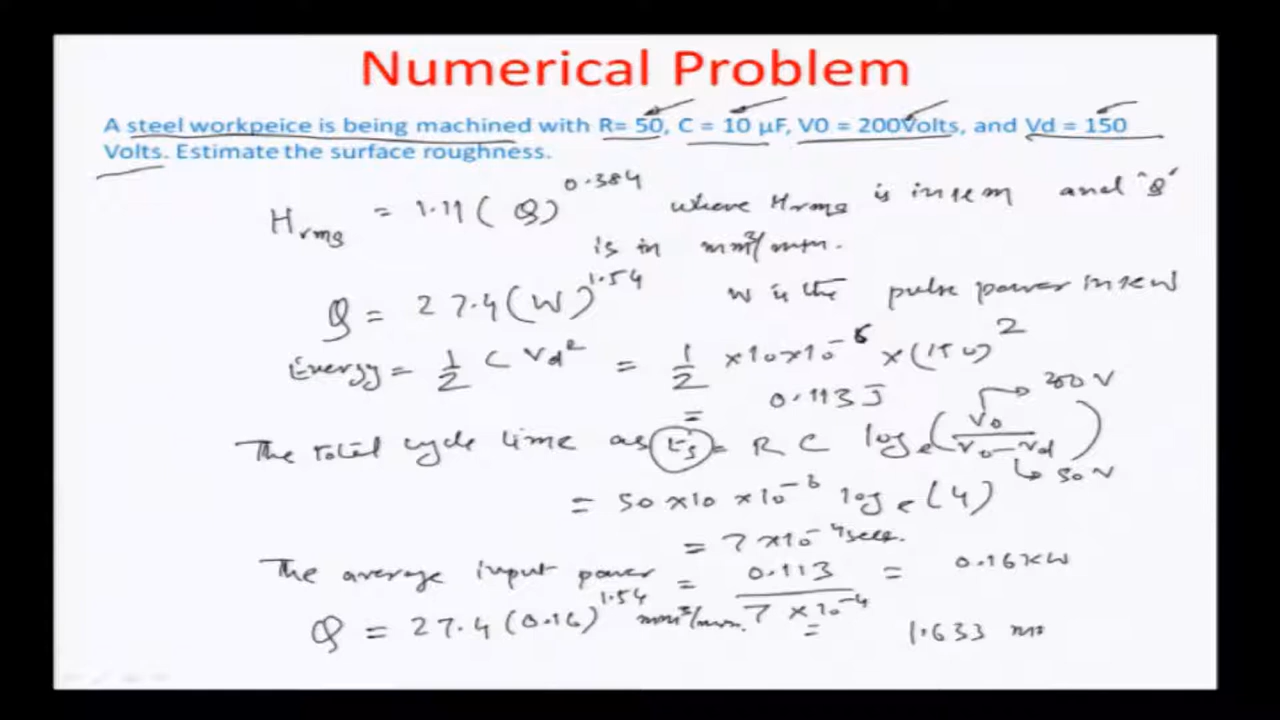 Numerical Problem
A steel workpeice is being machined with R= 50, C = 10 µF, V0 = 200Volts, and Vd = 150
Volts. Estimate the surface roughness.
Hrms = 1.11 (Q)^0.384 where Hrms is in µm and "Q"
is in mm³/min.
Q = 27.4 (W)^1.54 W is the pulse power in kW
Energy = 1/2 C Vd² = 1/2 × 10 × 10^-6 × (150)²
= 0.113 J
200 V
The total cycle time as ts = R C loge (V0 / V0 - Vd)
50 V
= 50 × 10 × 10^-6 loge (4)
= 7 × 10^-4 secs.
The average input power = 0.113 / 7 × 10^-4 = 0.16 kW
Q = 27.4 (0.16)^1.54 mm³/min. = 1.633